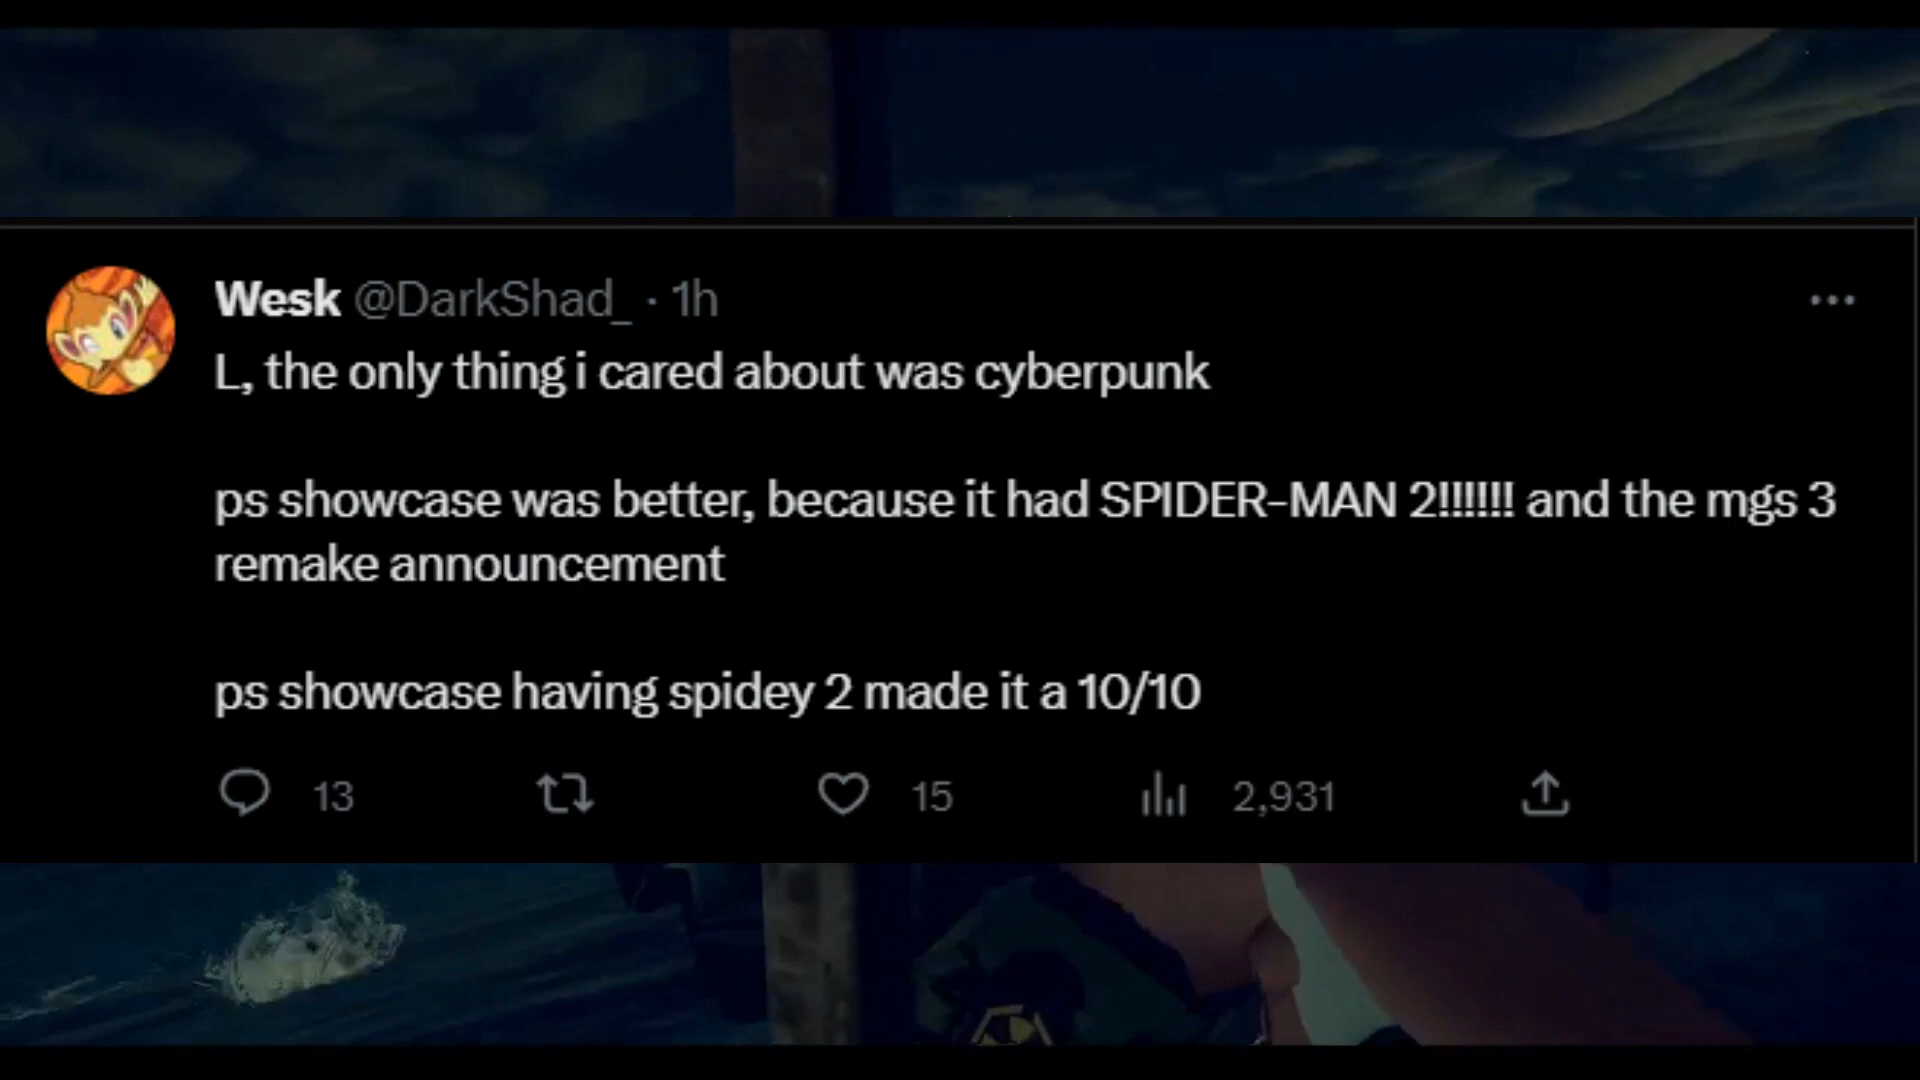 Wesk @DarkShad_ · 1h
L, the only thing i cared about was cyberpunk
ps showcase was better, because it had SPIDER-MAN 2!!!!!! and the mgs 3
remake announcement
ps showcase having spidey 2 made it a 10/10
13 15 2,931